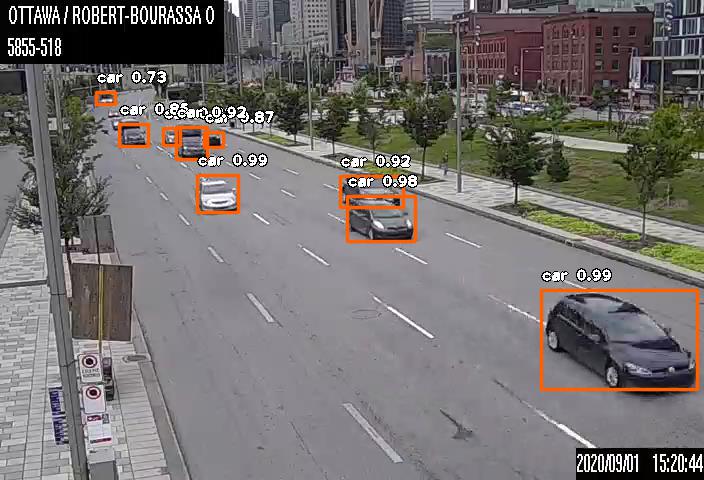 OTTAWA / ROBERT-BOURASSA O
5855-518
car 0.73
car 0.85
car 0.92
car 0.87
car 0.99
car 0.92
car 0.98
car 0.99
2020/09/01 15:20:44